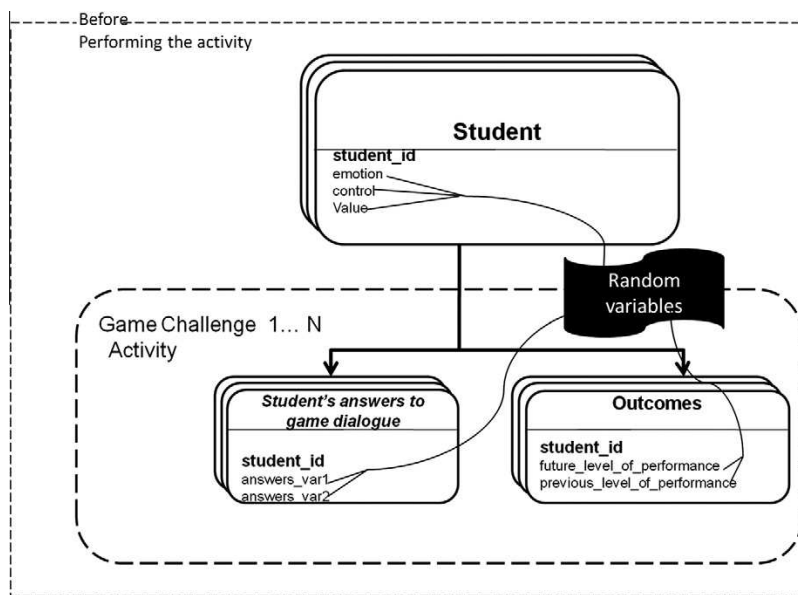 Before
Performing the activity
Student
student_id
emotion
control
Value
Random
variables
Game Challenge 1... N
Activity
Student's answers to
game dialogue
student_id
answers_var1
answers_var2
Outcomes
student_id
future_level_of_performance
previous_level_of_performance